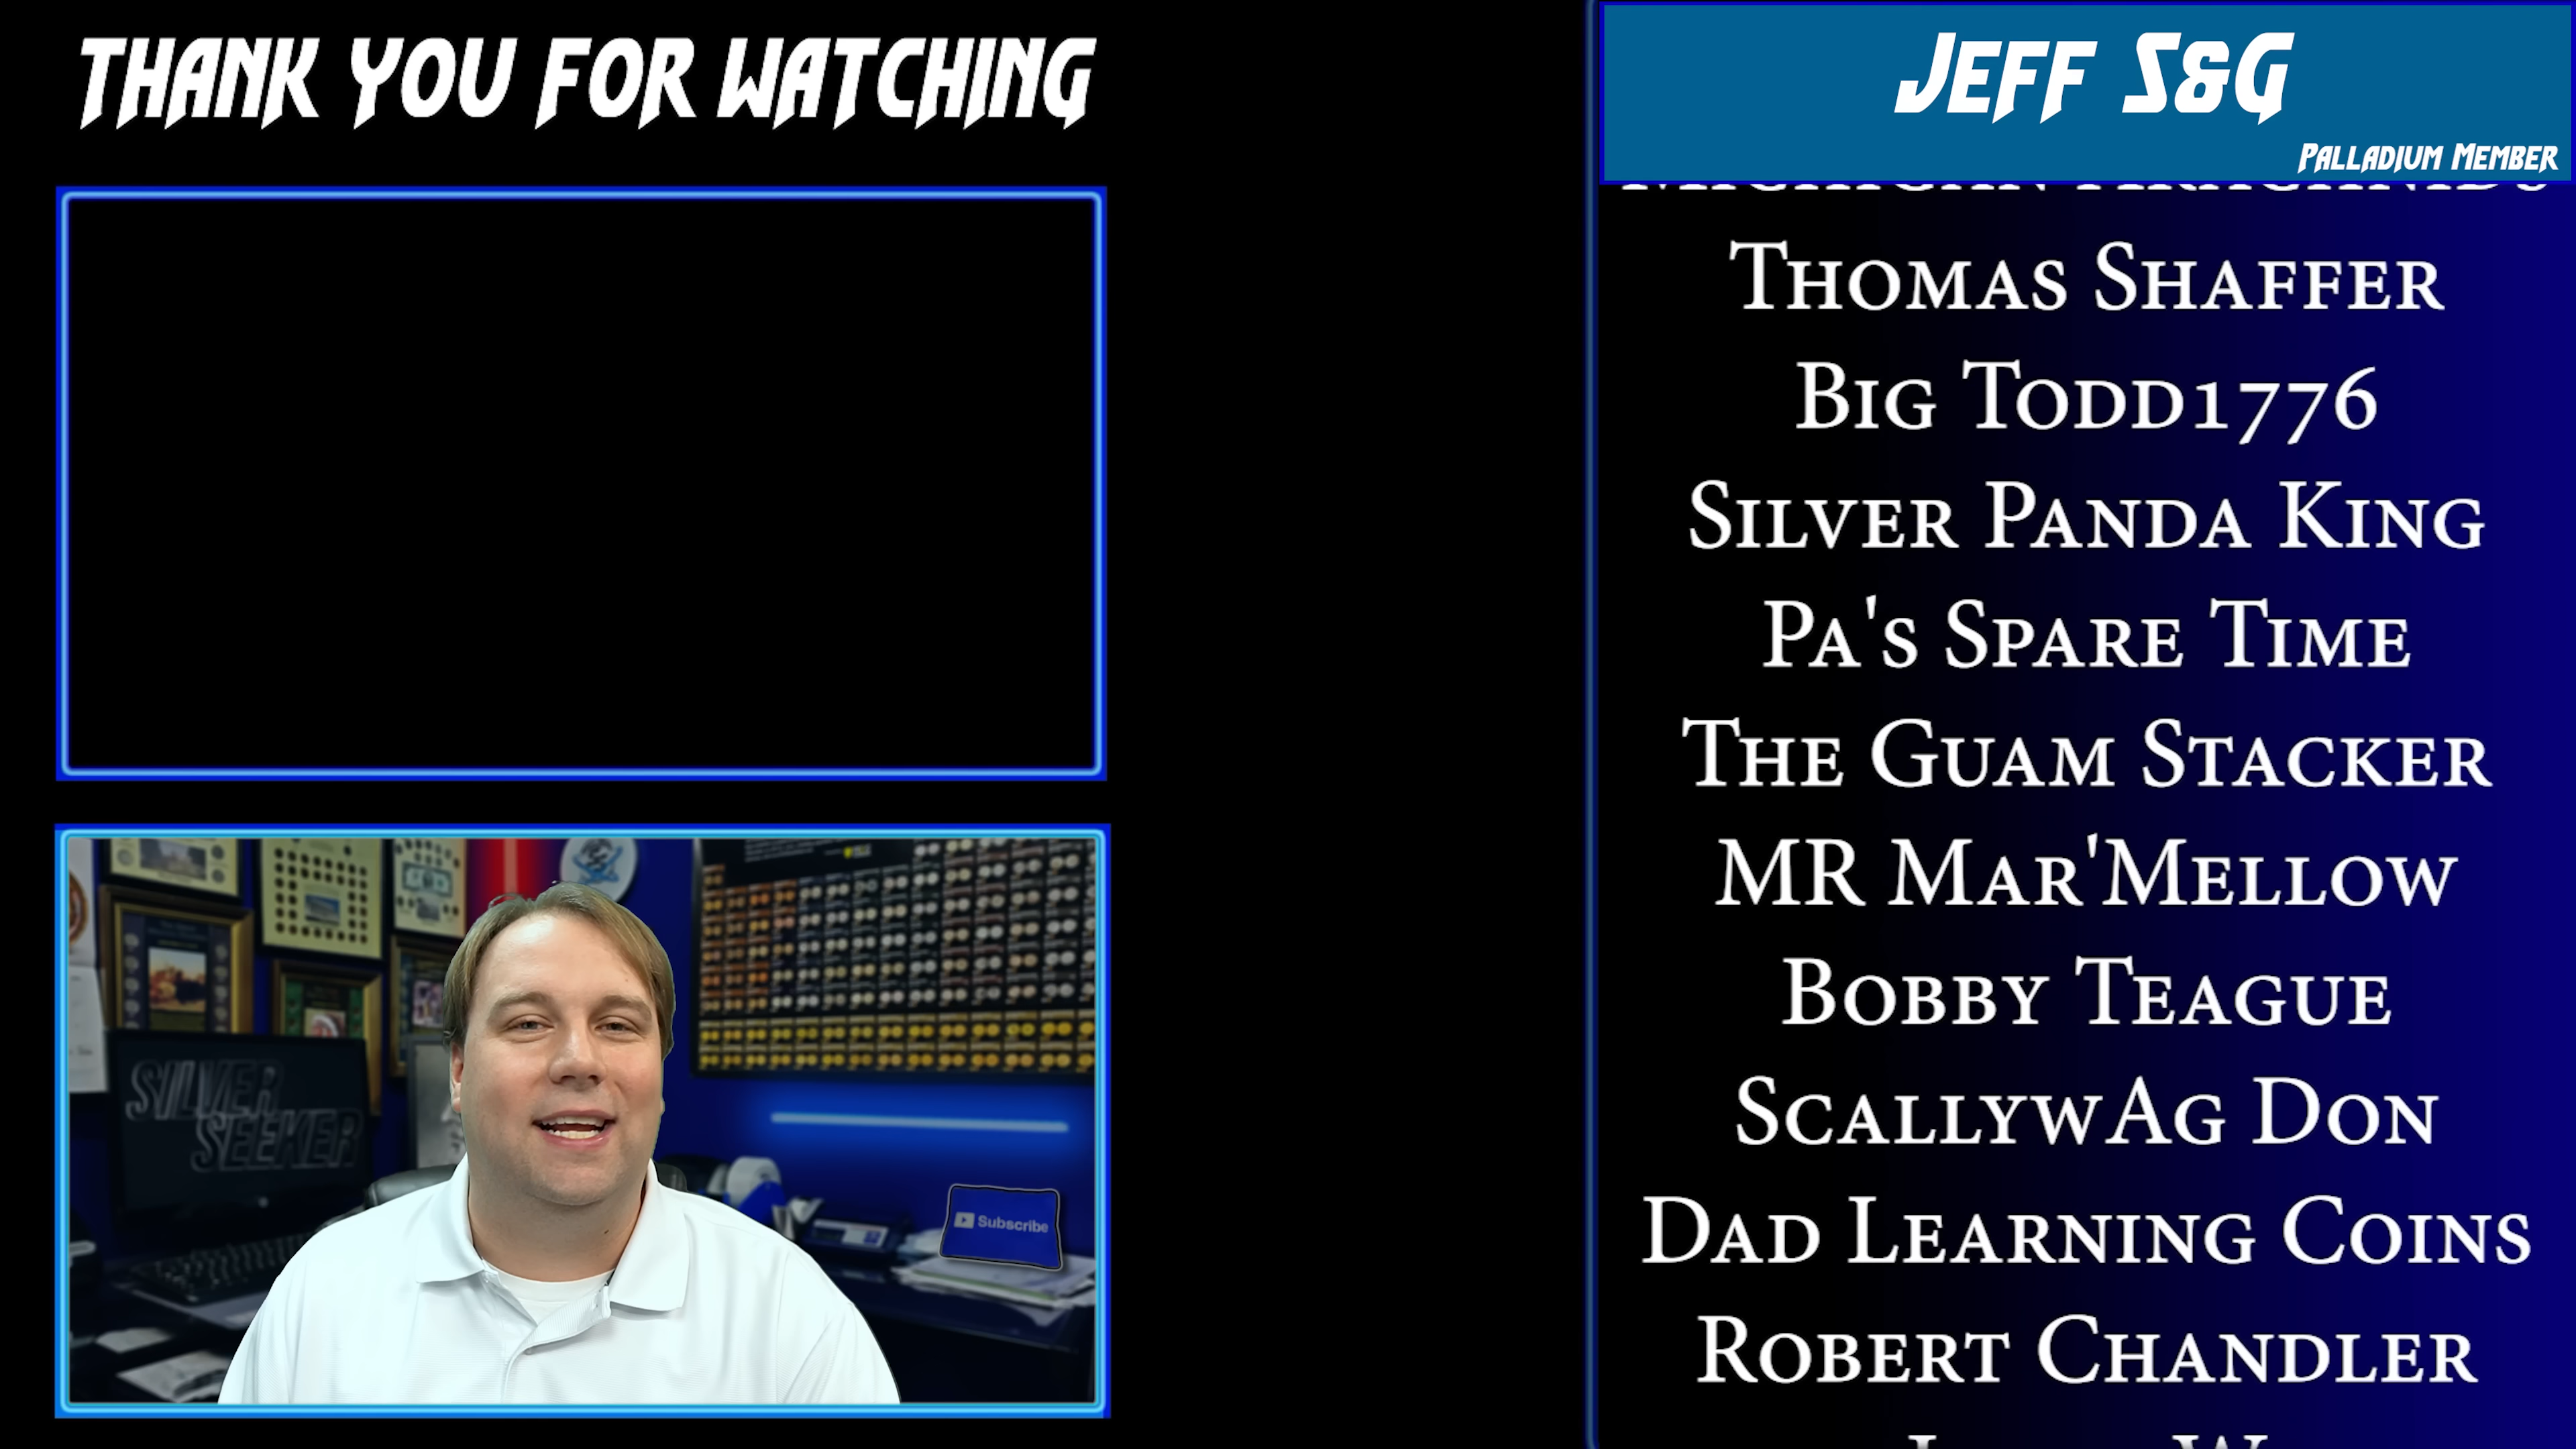 THANK YOU FOR WATCHING
JEFF S&G
PALLADIUM MEMBER
THOMAS SHAFFER
BIG TODD1776
SILVER PANDA KING
PA'S SPARE TIME
THE GUAM STACKER
MR MAR'MELLOW
BOBBY TEAGUE
SCALLYWAG DON
DAD LEARNING COINS
ROBERT CHANDLER
SILVER
SEEKER
Subscribe